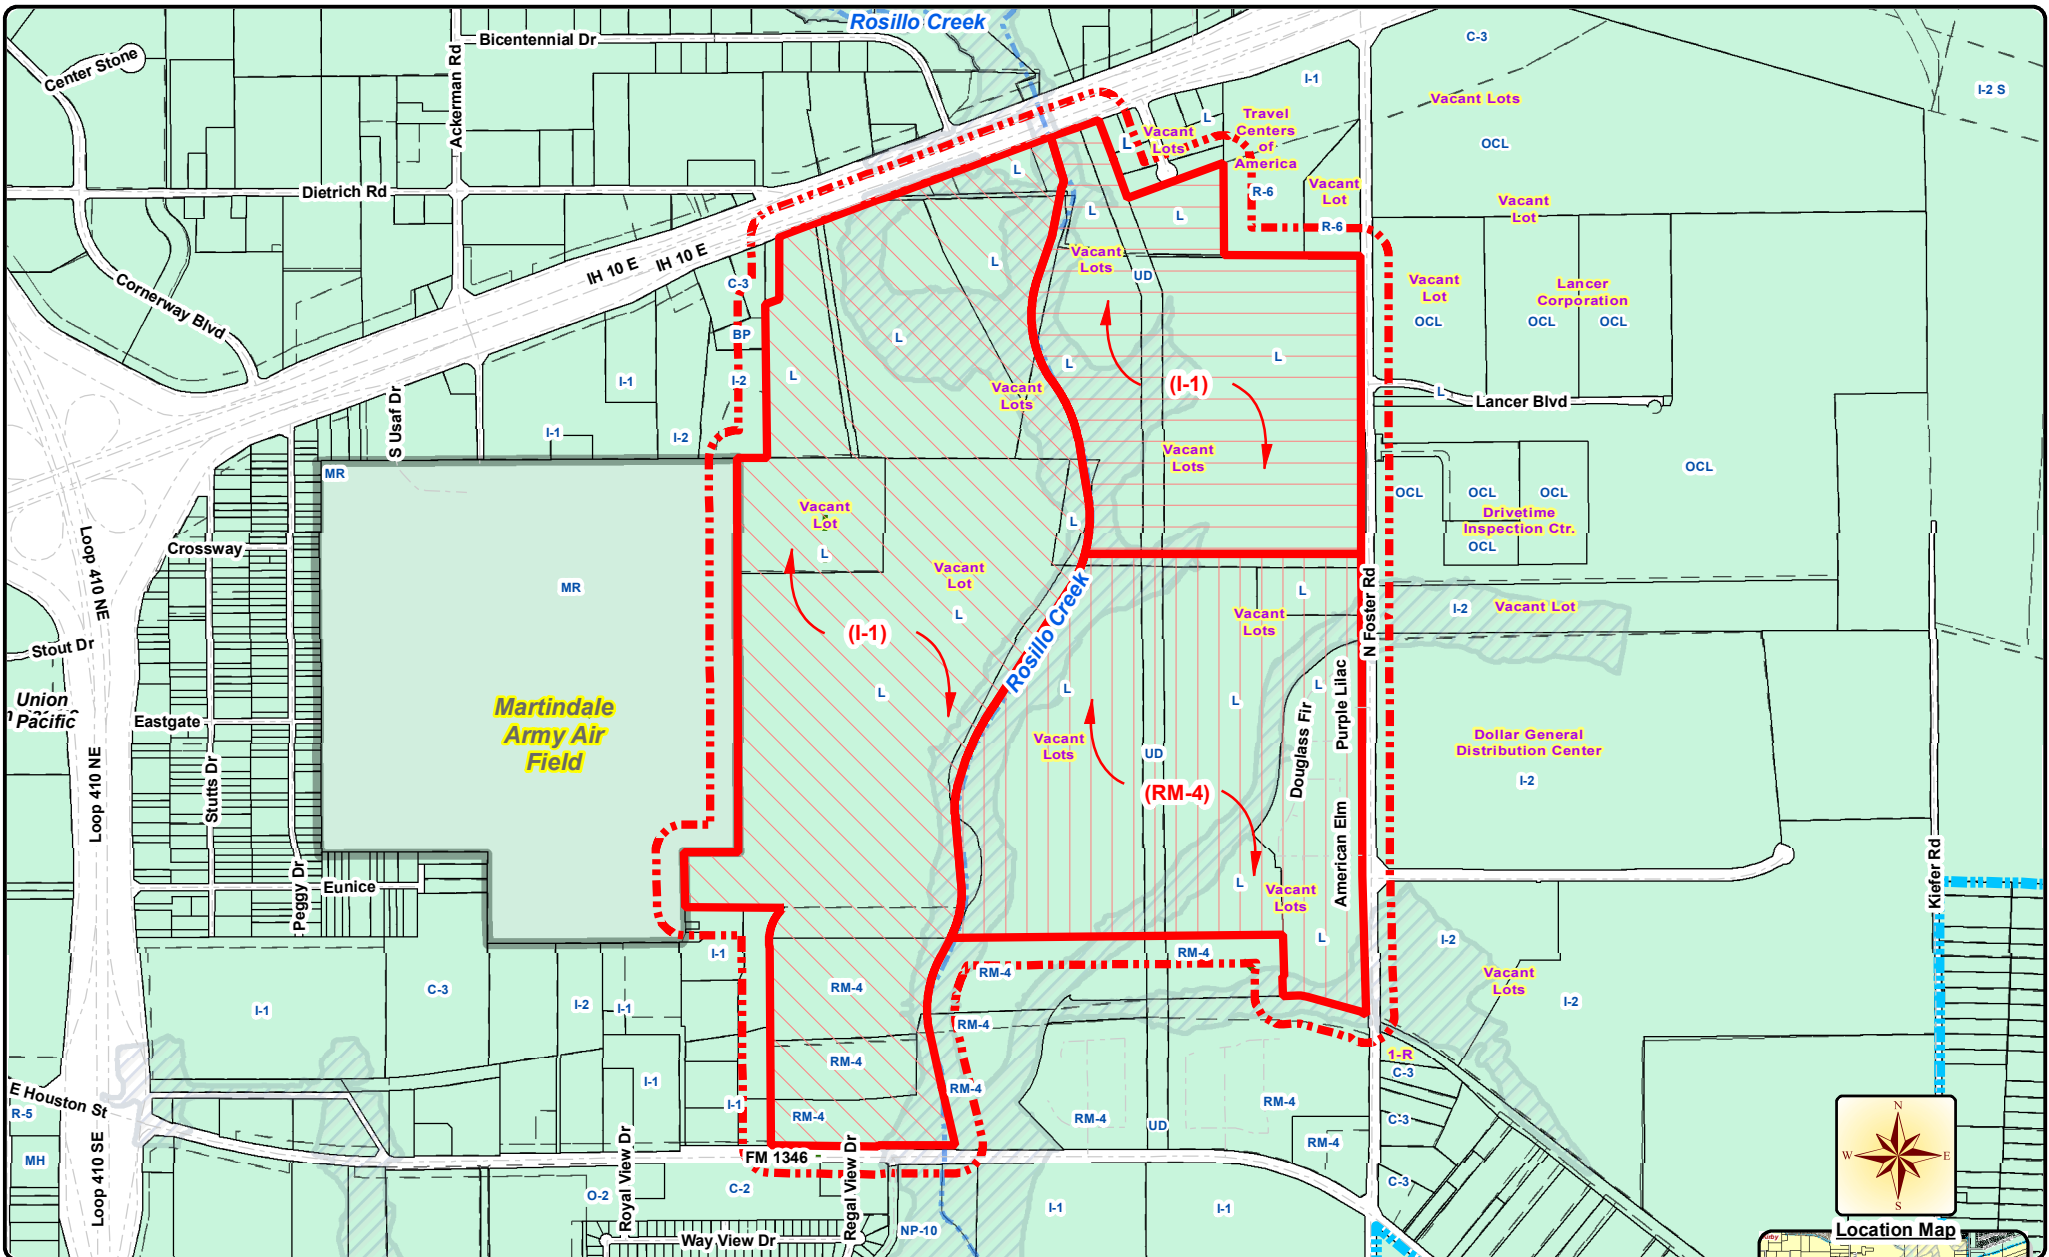 Rosillo Creek
Bicentennial Dr
C-3
Center Stone
Ackerman Rd
I-1
I-2 S
Vacant Lots
Travel
Centers
of
America
L
Vacant
Lots
L
OCL
L
Dietrich Rd
R-6
Vacant
Lot
Vacant
Lot
L
L
R-6
IH 10 E
IH 10 E
L
Vacant
Lots
UD
C-3
Vacant
Lot
Lancer
Corporation
Cornerway Blvd
BP
L
OCL
OCL
OCL
L
L
L
I-1
I-2
(I-1)
Vacant
Lots
L
Lancer Blvd
S Usaf Dr
I-1
I-2
Vacant
Lots
MR
OCL
OCL
OCL
OCL
Vacant
Lot
L
Drivetime
Inspection Ctr.
Loop 410 NE
Crossway
L
OCL
MR
Vacant
Lot
L
L
N Foster Rd
I-2
Vacant Lot
Vacant
Lots
Rosillo Creek
(I-1)
Stout Dr
L
L
L
L
Purple Lilac
Union
Pacific
Eastgate
Martindale
Army Air
Field
Douglass Fir
Vacant
Lots
UD
Dollar General
Distribution Center
I-2
Loop 410 NE
Stutts Dr
(RM-4)
American Elm
Kiefer Rd
Peggy Dr
Eunice
L
Vacant
Lots
L
I-2
I-1
RM-4
RM-4
Vacant
Lots
C-3
RM-4
I-2
I-1
I-2
I-1
RM-4
RM-4
1-R
C-3
I-1
RM-4
E Houston St
R-5
I-1
RM-4
RM-4
UD
RM-4
C-3
RM-4
MH
Loop 410 SE
FM 1346
Royal View Dr
Regal View Dr
O-2
C-2
C-3
I-1
I-1
NP-10
Way View Dr
N
W
E
S
Location Map